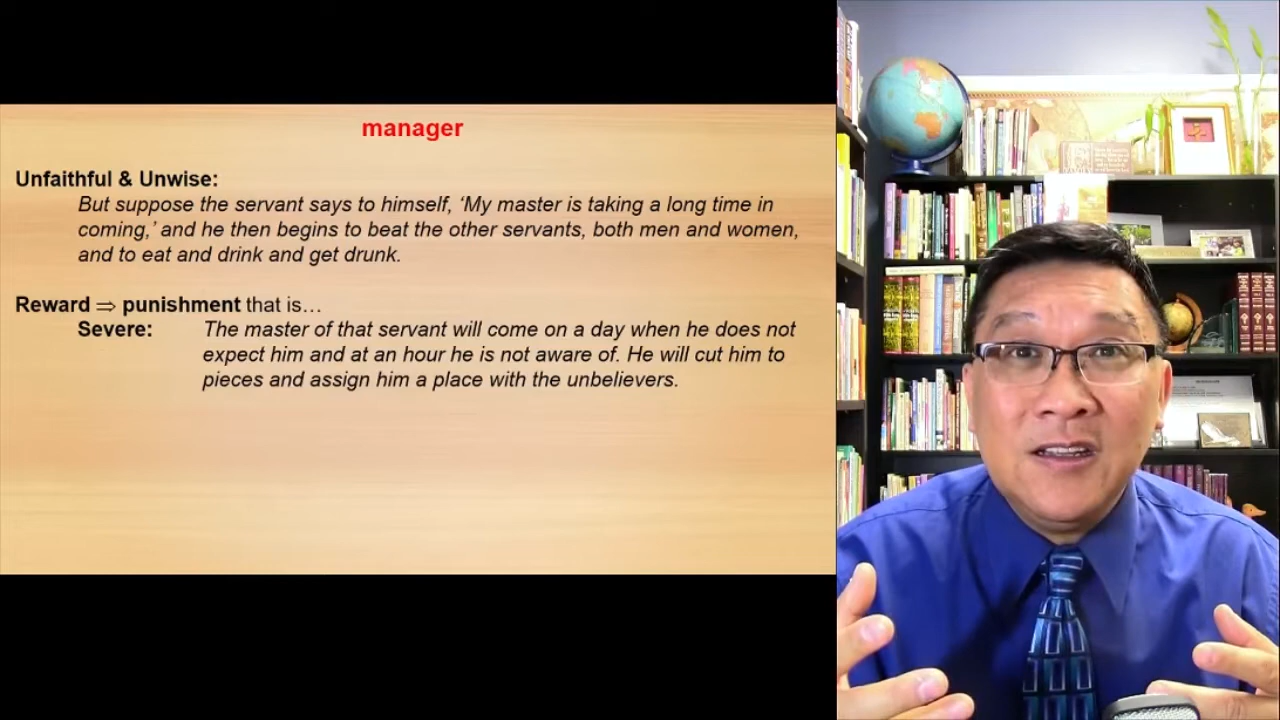 manager
Unfaithful & Unwise:
But suppose the servant says to himself, ‘My master is taking a long time in
coming,’ and he then begins to beat the other servants, both men and women,
and to eat and drink and get drunk.
Reward ⇒ punishment that is…
Severe: The master of that servant will come on a day when he does not
expect him and at an hour he is not aware of. He will cut him to
pieces and assign him a place with the unbelievers.